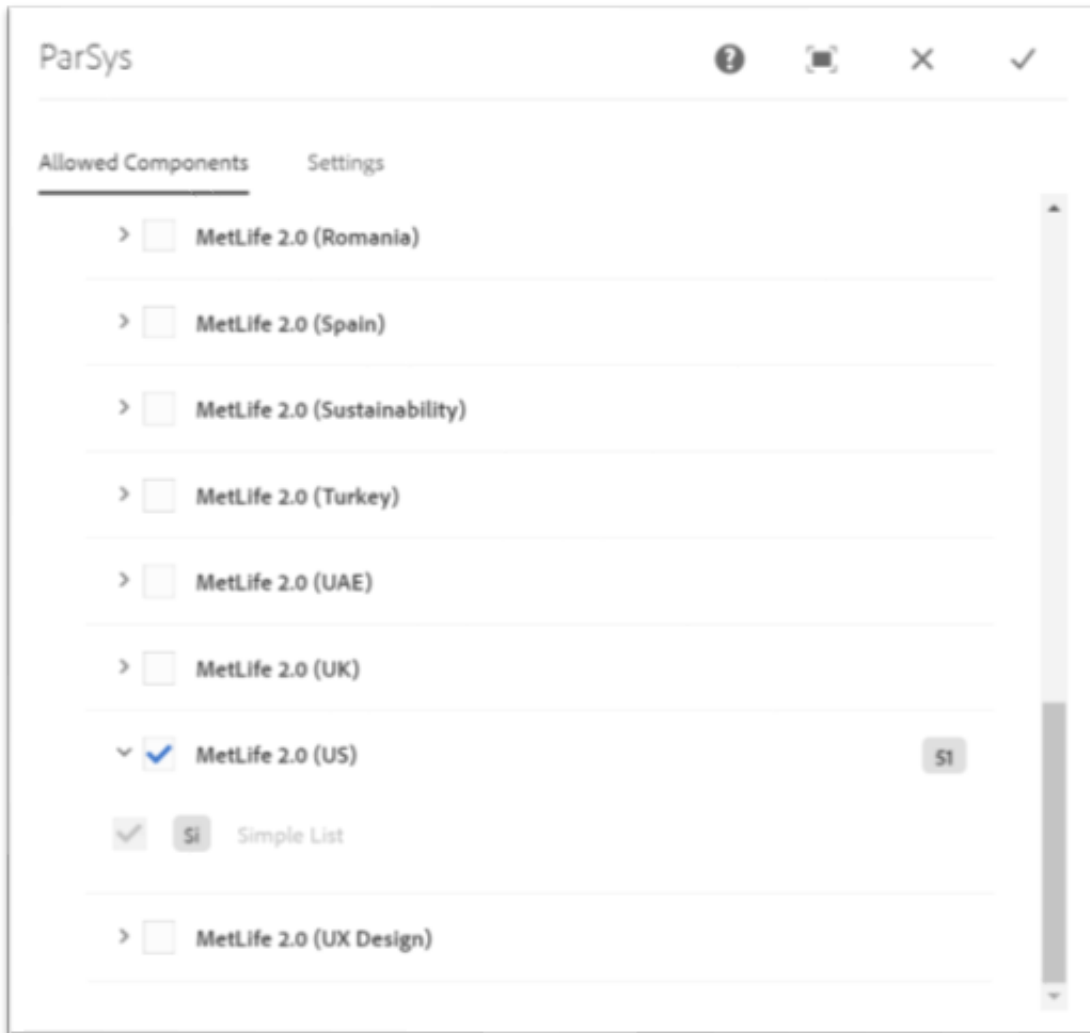 ParSys
Allowed Components Settings
MetLife 2.0 (Romania)
MetLife 2.0 (Spain)
MetLife 2.0 (Sustainability)
MetLife 2.0 (Turkey)
MetLife 2.0 (UAE)
MetLife 2.0 (UK)
MetLife 2.0 (US) S1
Si Simple List
MetLife 2.0 (UX Design)